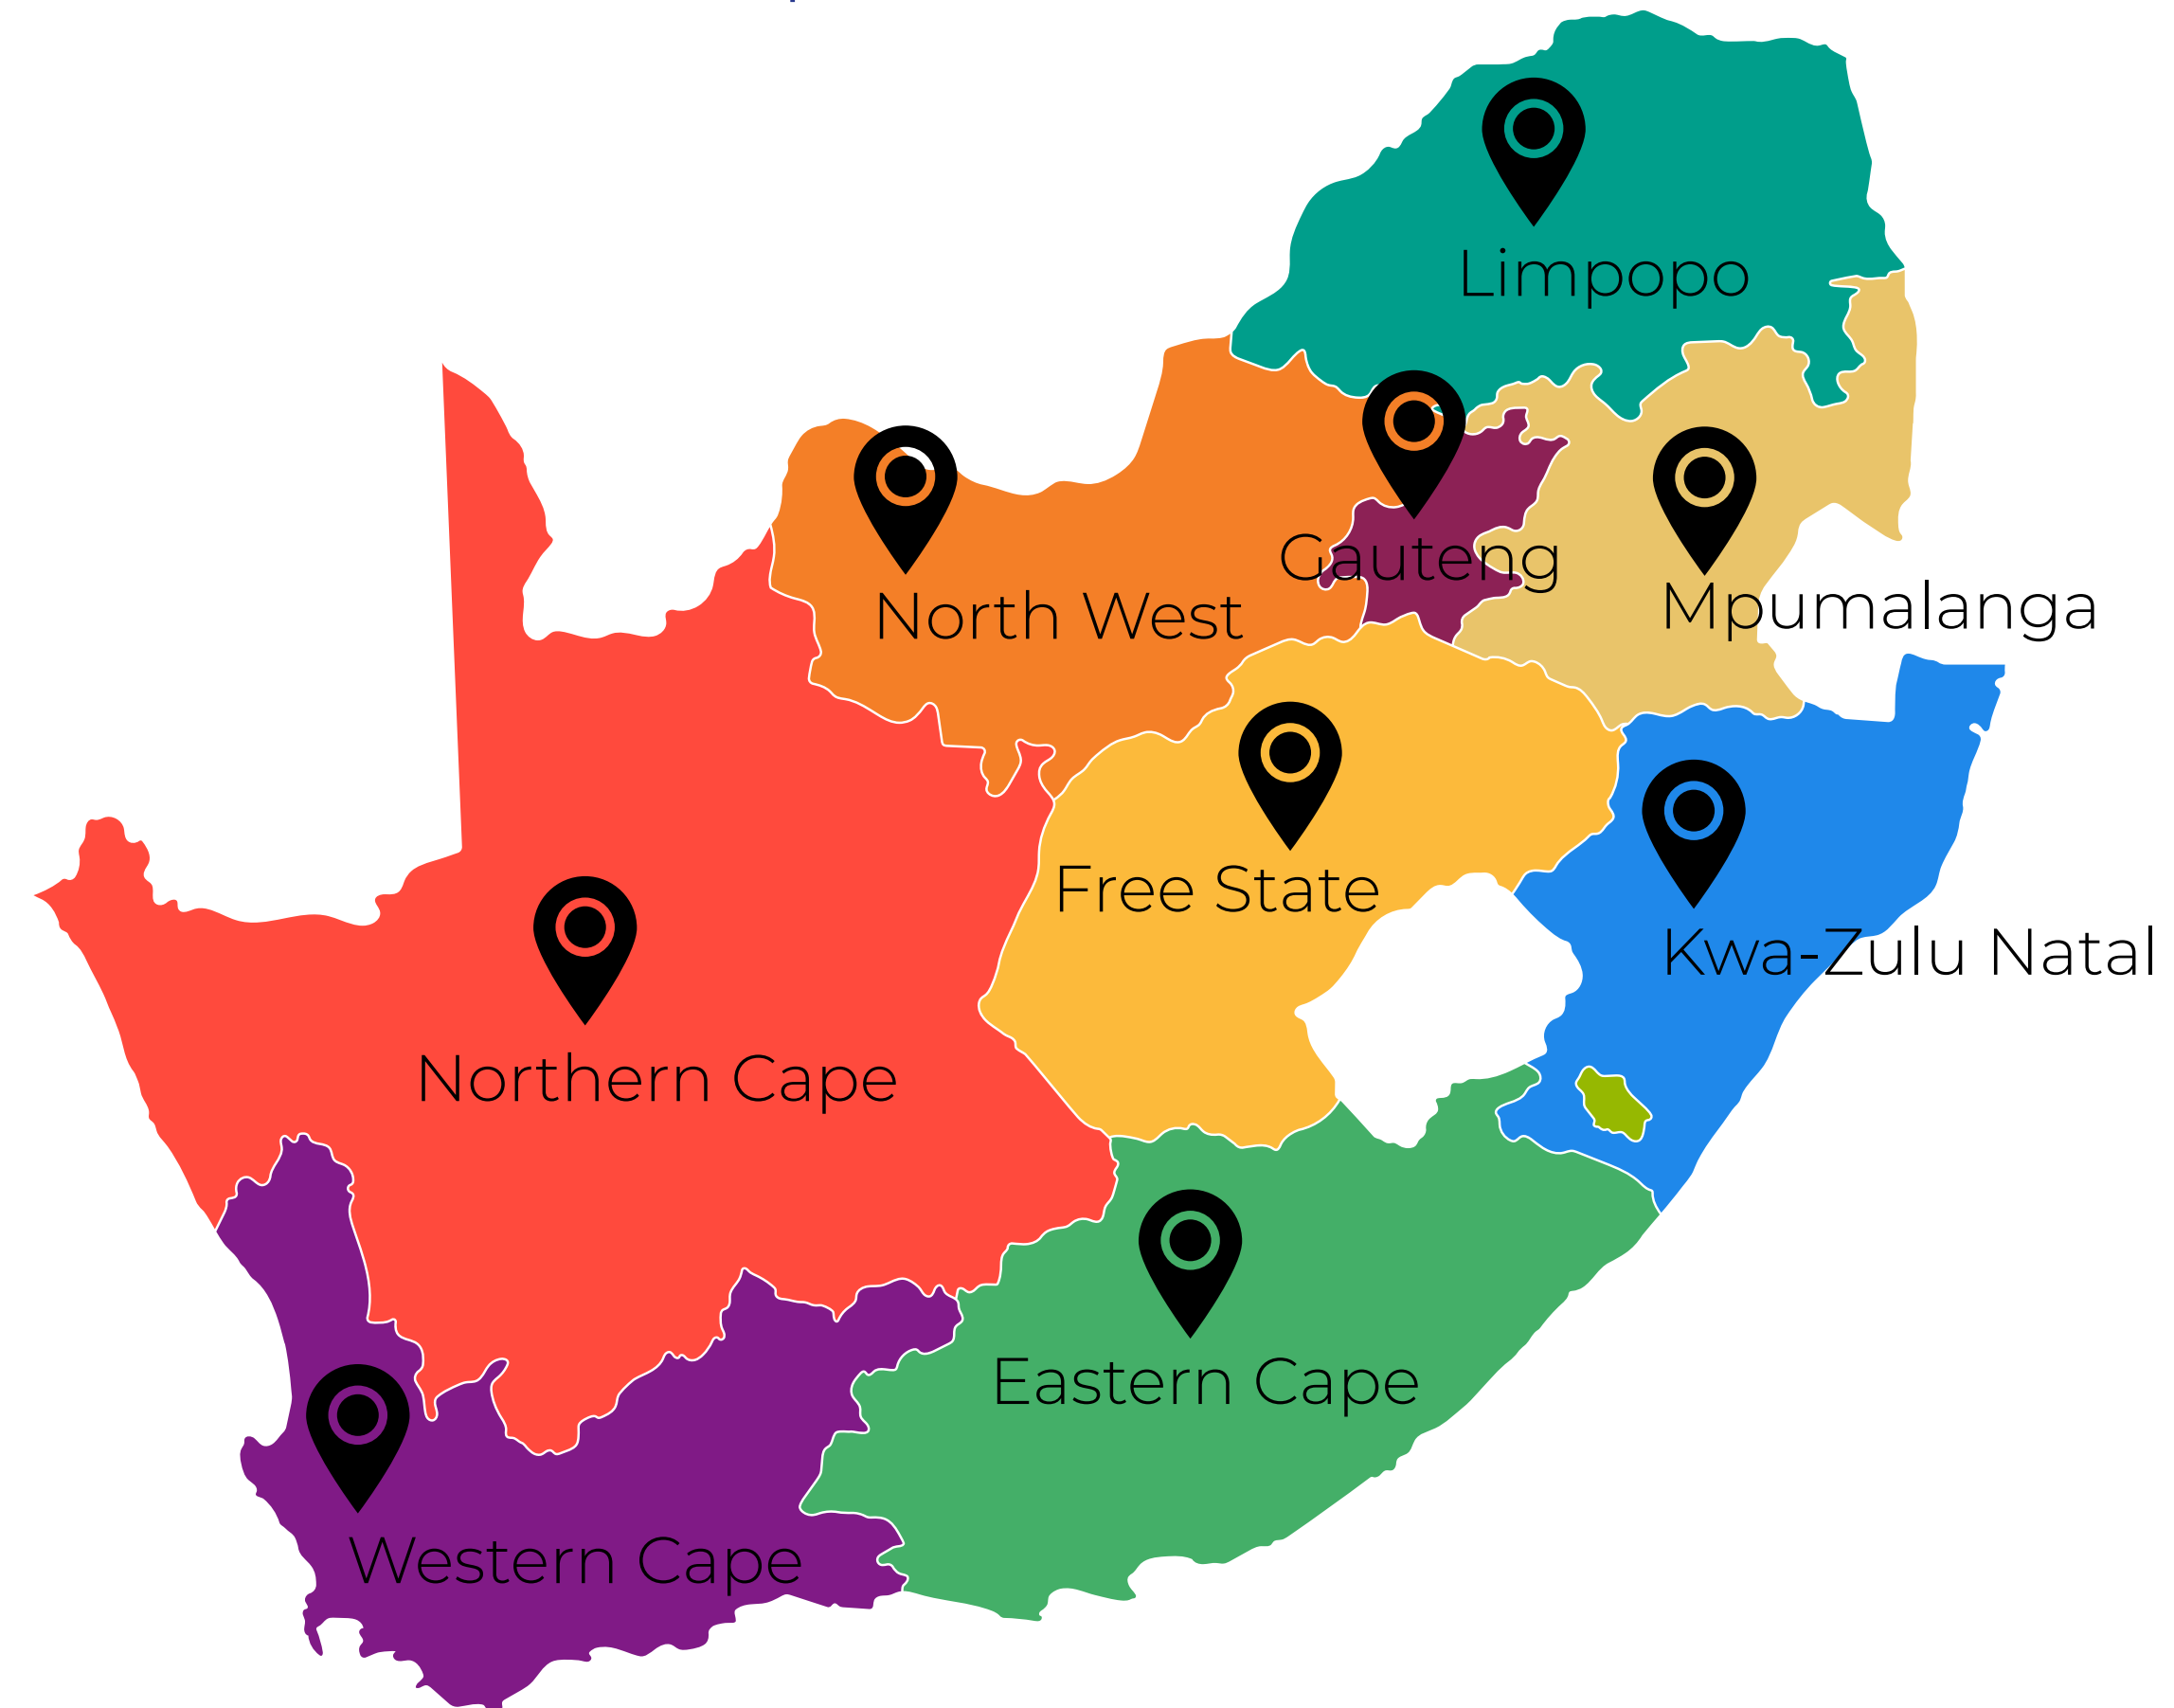 Limpopo
Gauteng
North West
Mpumalanga
Free State
Kwa-Zulu Natal
Northern Cape
Eastern Cape
Western Cape